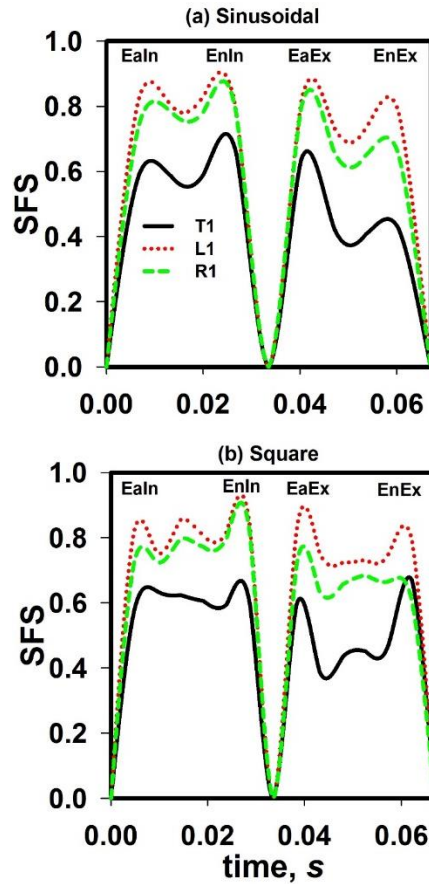 (a) Sinusoidal
1.0
EaIn EnIn EaEx EnEx
0.8
0.6
SFS
T1
0.4
L1
R1
0.2
0.0
0.00 0.02 0.04 0.06
(b) Square
1.0
EaIn EnIn EaEx EnEx
0.8
0.6
SFS
0.4
0.2
0.0
0.00 0.02 0.04 0.06
time, s